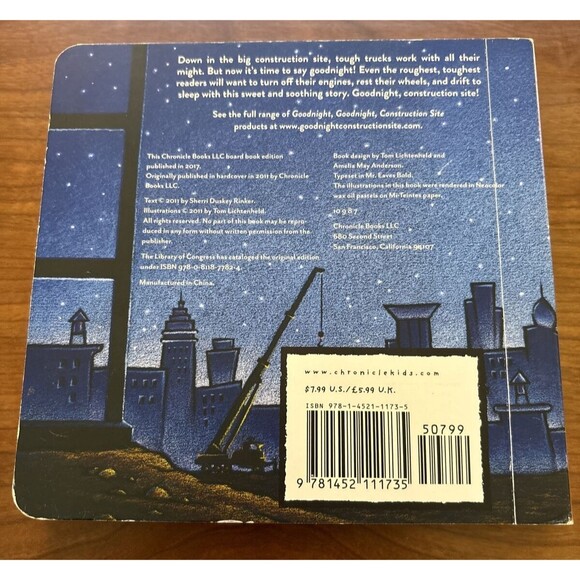 Down in the big construction site, tough trucks work with all their
might. But now it's time to say goodnight! Even the roughest, toughest
readers will want to turn off their engines, rest their wheels, and drift to
sleep with this sweet and soothing story. Goodnight, construction site!
See the full range of Goodnight, Goodnight, Construction Site
products at www.goodnightconstructionsite.com.
This Chronicle Books LLC board book edition
published in 2017.
Originally published in hardcover in 2011 by Chronicle
Books LLC.
Text © 2011 by Sherri Duskey Rinker.
Illustrations © 2011 by Tom Lichtenheld.
All rights reserved. No part of this book may be repro-
duced in any form without written permission from the
publisher.
The Library of Congress has cataloged the original edition
under ISBN 978-0-8118-7782-4.
Manufactured in China.
Book design by Tom Lichtenheld and
Amelia May Anderson.
Typeset in Mr. Eaves Bold.
The illustrations in this book were rendered in Neocolor
wax oil pastels on MiTeintes paper.
10 9 8 7
Chronicle Books LLC
680 Second Street
San Francisco, California 94107
www.chroniclekids.com
$7.99 U.S./£5.99 U.K.
ISBN 978-1-4521-1173-5
50799
9 781452 111735